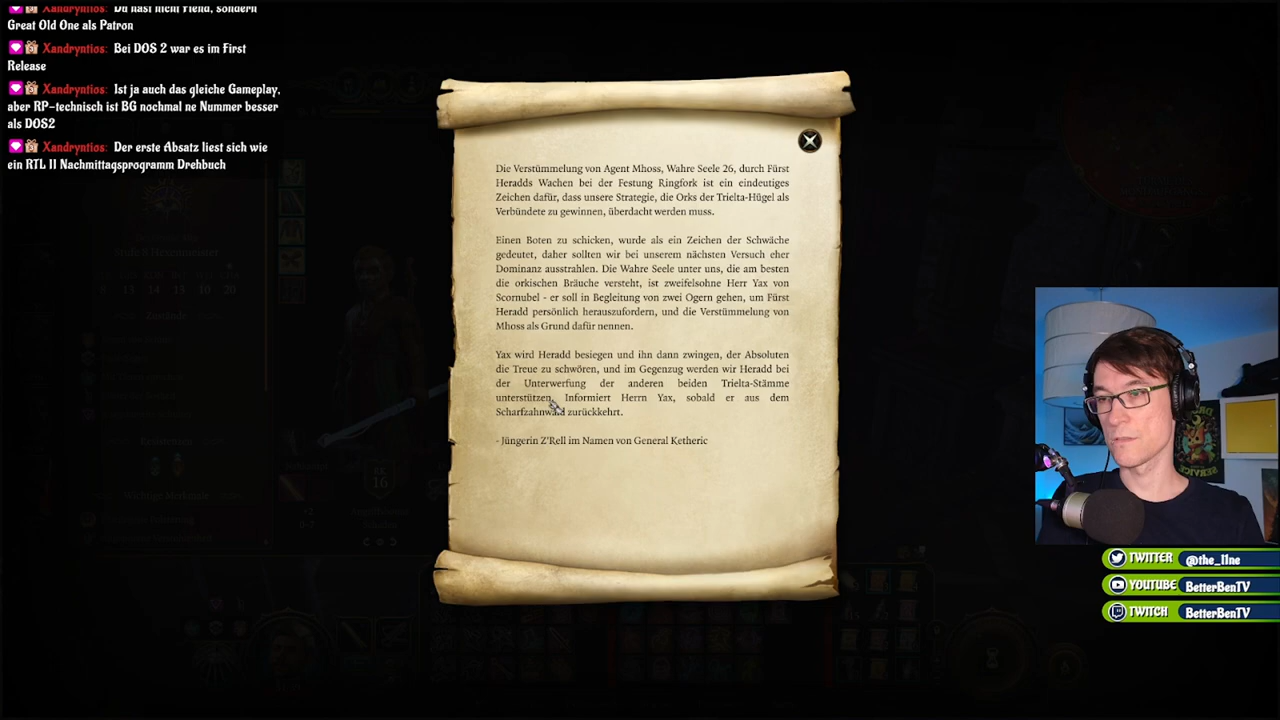 Xandryntios: Du hast nicht Fiend, sondern
Great Old One als Patron
Xandryntios: Bei DOS 2 war es im First
Release
Xandryntios: Ist ja auch das gleiche Gameplay,
aber RP-technisch ist BG nochmal ne Nummer besser
als DOS2
Xandryntios: Der erste Absatz liest sich wie
ein RTL II Nachmittagsprogramm Drehbuch
Die Verstümmelung von Agent Mhoss, Wahre Seele 26, durch Fürst
Heradds Wachen bei der Festung Ringfork ist ein eindeutiges
Zeichen dafür, dass unsere Strategie, die Orks der Trielta-Hügel als
Verbündete zu gewinnen, überdacht werden muss.
Einen Boten zu schicken, wurde als ein Zeichen der Schwäche
gedeutet, daher sollten wir bei unserem nächsten Versuch eher
Dominanz ausstrahlen. Die Wahre Seele unter uns, die am besten
die orkischen Bräuche versteht, ist zweifelsohne Herr Yax von
Scornubel - er soll in Begleitung von zwei Ogern gehen, um Fürst
Heradd persönlich herauszufordern, und die Verstümmelung von
Mhoss als Grund dafür nennen.
Yax wird Heradd besiegen und ihn dann zwingen, der Absoluten
die Treue zu schwören, und im Gegenzug werden wir Heradd bei
der Unterwerfung der anderen beiden Trielta-Stämme
unterstützen. Informiert Herrn Yax, sobald er aus dem
Scharfzahnwald zurückkehrt.
- Jüngerin Z'Rell im Namen von General Ketheric
Stufe 8 Hexenmeister
Zustände
Wichtige Merkmale
16
TWITTER @the_11ne
YOUTUBE BetterBenTV
TWITCH BetterBenTV